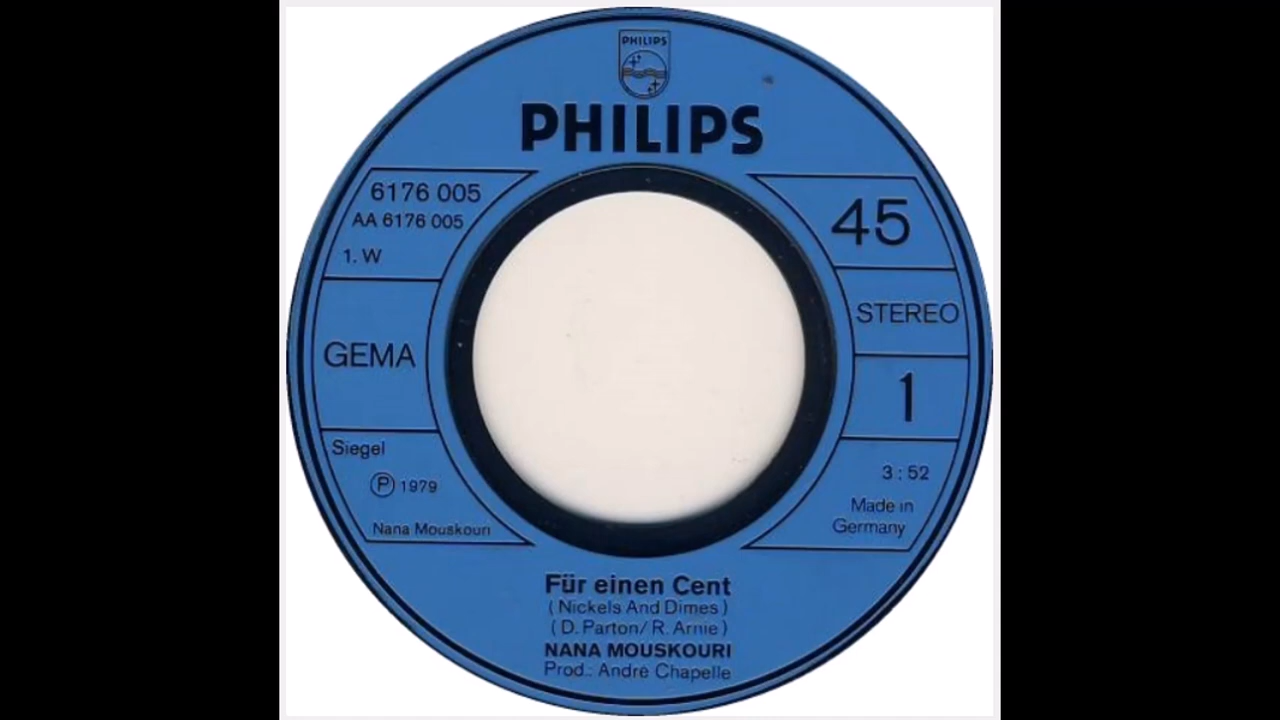 PHILIPS
PHILIPS
6176 005
AA 6176 005
1. W
GEMA
Siegel
Ⓟ 1979
Nana Mouskouri
45
STEREO
1
3 : 52
Made in
Germany
Für einen Cent
( Nickels And Dimes )
( D. Parton/ R. Arnie )
NANA MOUSKOURI
Prod.: André Chapelle